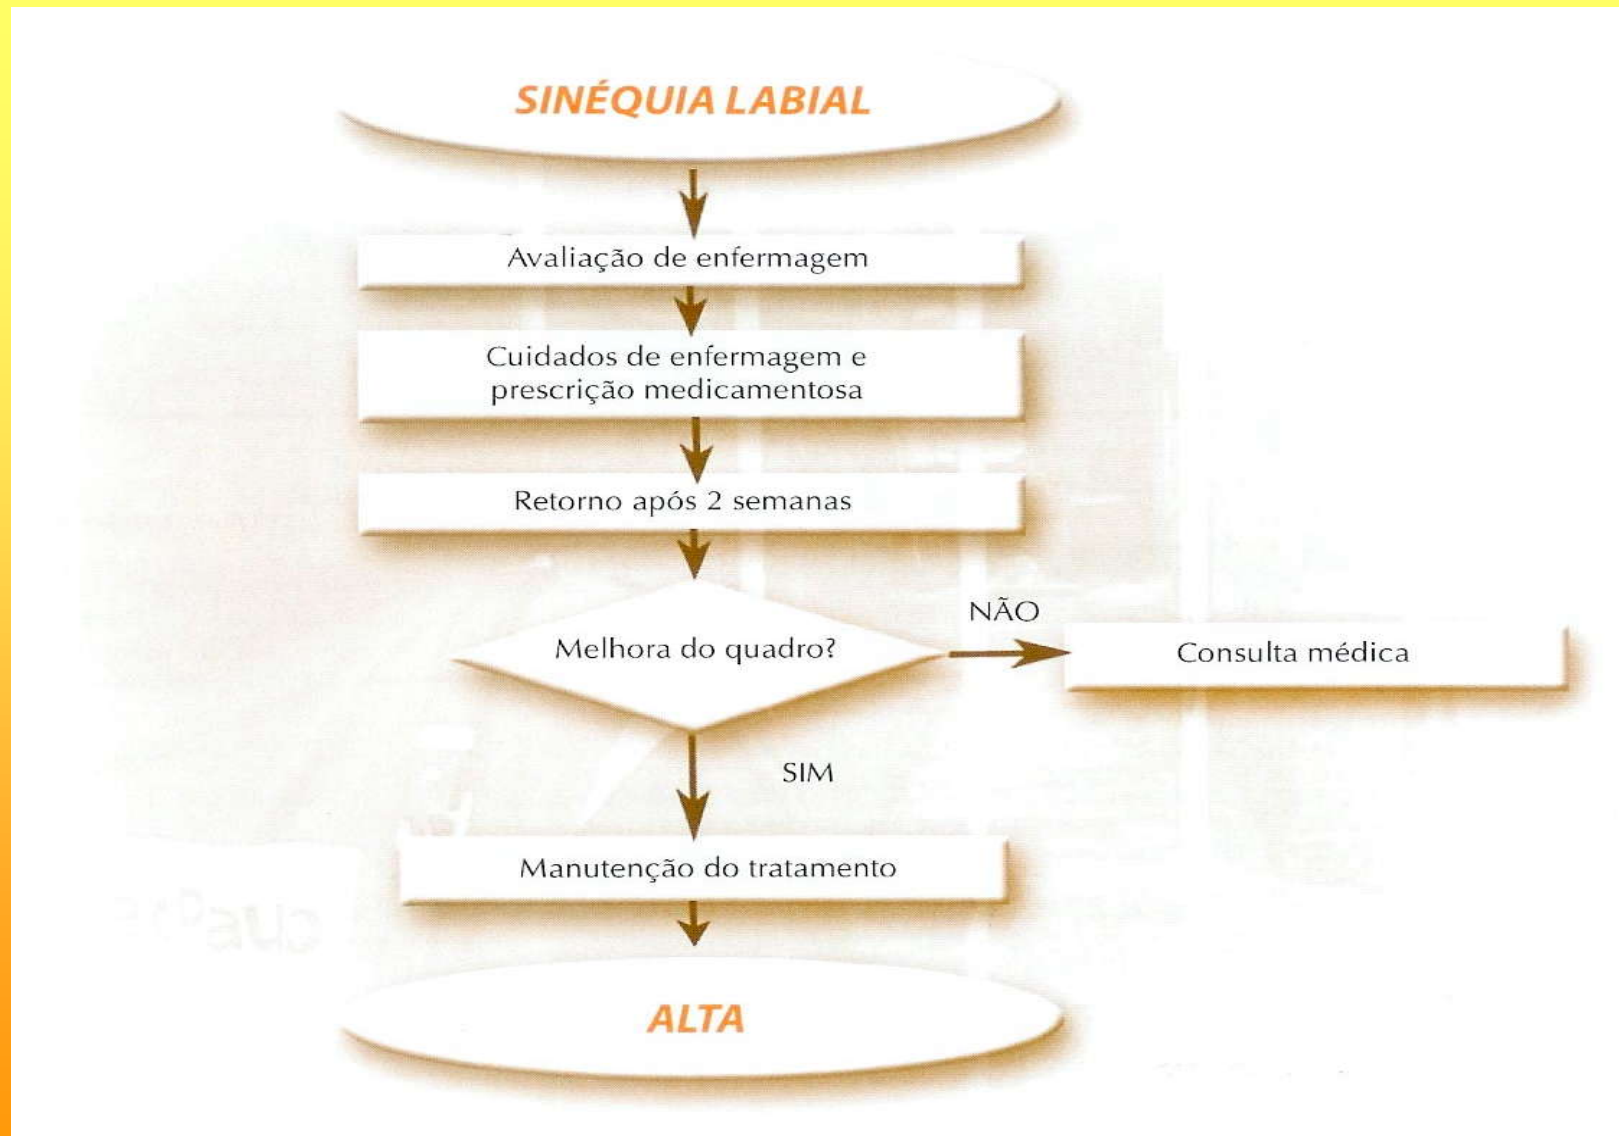 SINÉQUIA LABIAL
Avaliação de enfermagem
Cuidados de enfermagem e
prescrição medicamentosa
Retorno após 2 semanas
Melhora do quadro?
NÃO
Consulta médica
SIM
Manutenção do tratamento
ALTA